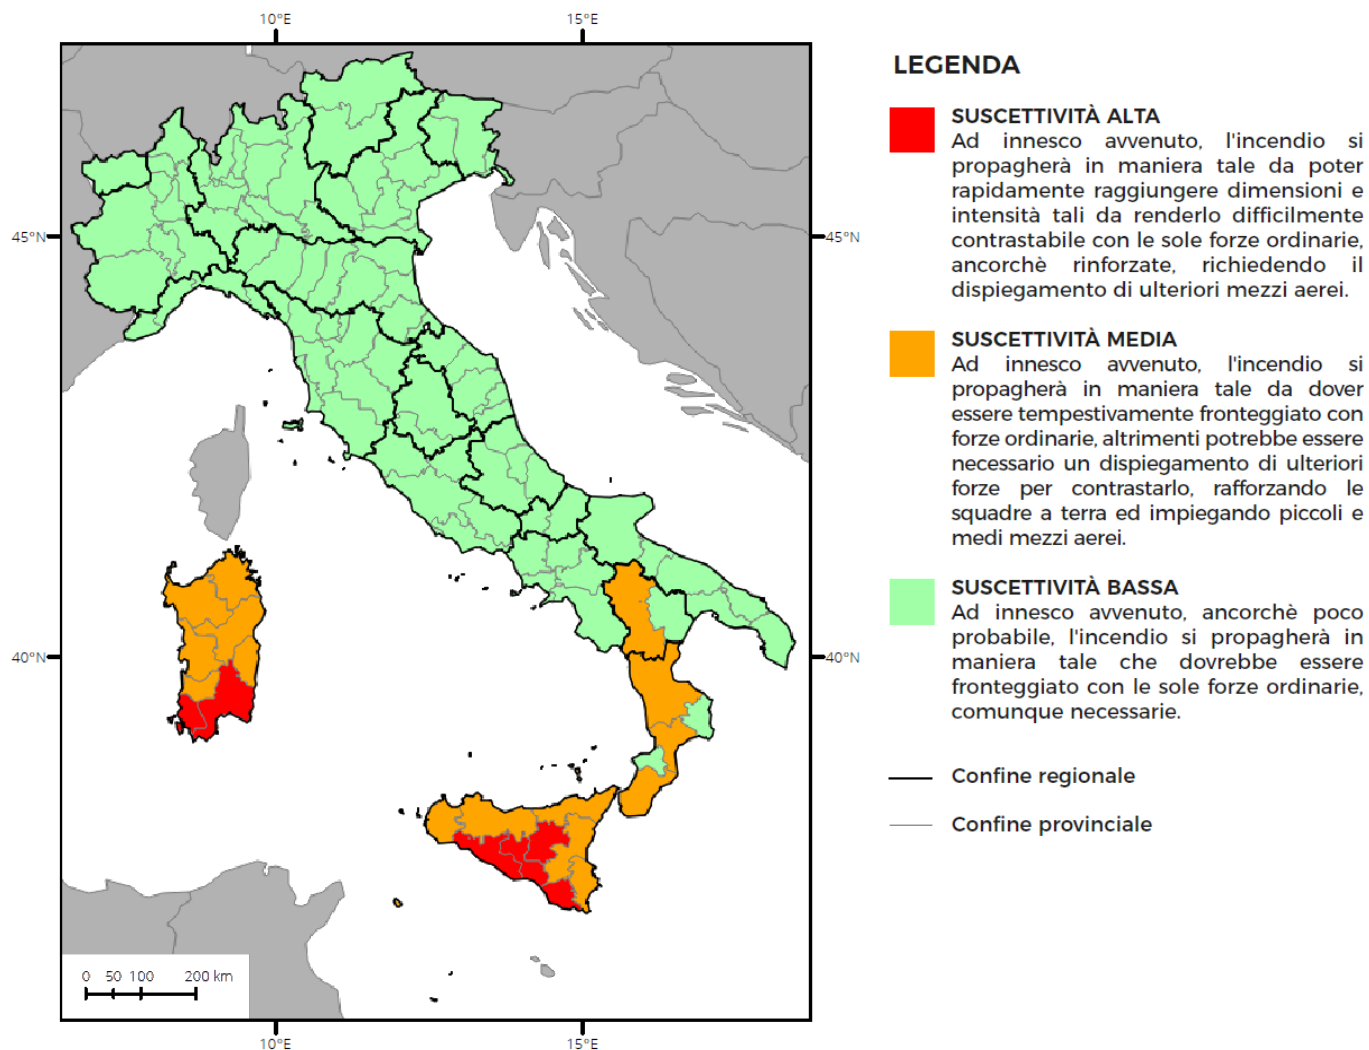 10°E 15°E
45°N 45°N
40°N 40°N
0 50 100 200 km
10°E 15°E
LEGENDA
SUSCETTIVITÀ ALTA
Ad innesco avvenuto, l'incendio si
propagherà in maniera tale da poter
rapidamente raggiungere dimensioni e
intensità tali da renderlo difficilmente
contrastabile con le sole forze ordinarie,
ancorchè rinforzate, richiedendo il
dispiegamento di ulteriori mezzi aerei.
SUSCETTIVITÀ MEDIA
Ad innesco avvenuto, l'incendio si
propagherà in maniera tale da dover
essere tempestivamente fronteggiato con
forze ordinarie, altrimenti potrebbe essere
necessario un dispiegamento di ulteriori
forze per contrastarlo, rafforzando le
squadre a terra ed impiegando piccoli e
medi mezzi aerei.
SUSCETTIVITÀ BASSA
Ad innesco avvenuto, ancorchè poco
probabile, l'incendio si propagherà in
maniera tale che dovrebbe essere
fronteggiato con le sole forze ordinarie,
comunque necessarie.
Confine regionale
Confine provinciale